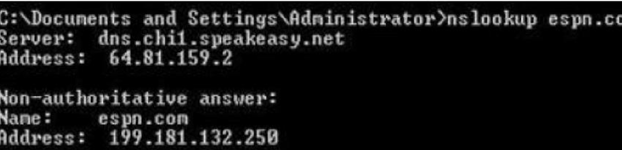 C:\Documents and Settings\Administrator>nslookup espn.co
Server:  dns.chi1.speakeasy.net
Address:  64.81.159.2

Non-authoritative answer:
Name:    espn.com
Address:  199.181.132.250